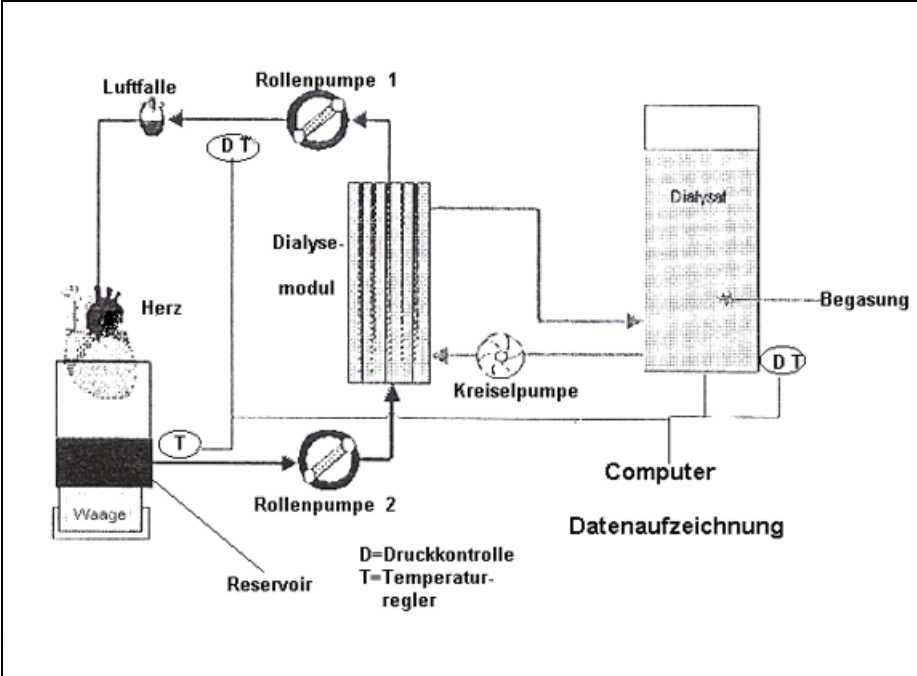 Rollenpumpe 1
Luftfalle
D T
Dialysat
Dialyse-
modul
Herz
Begasung
D T
Kreiselpumpe
T
Computer
Rollenpumpe 2
Waage
Datenaufzeichnung
D=Druckkontrolle
T=Temperatur-
regler
Reservoir